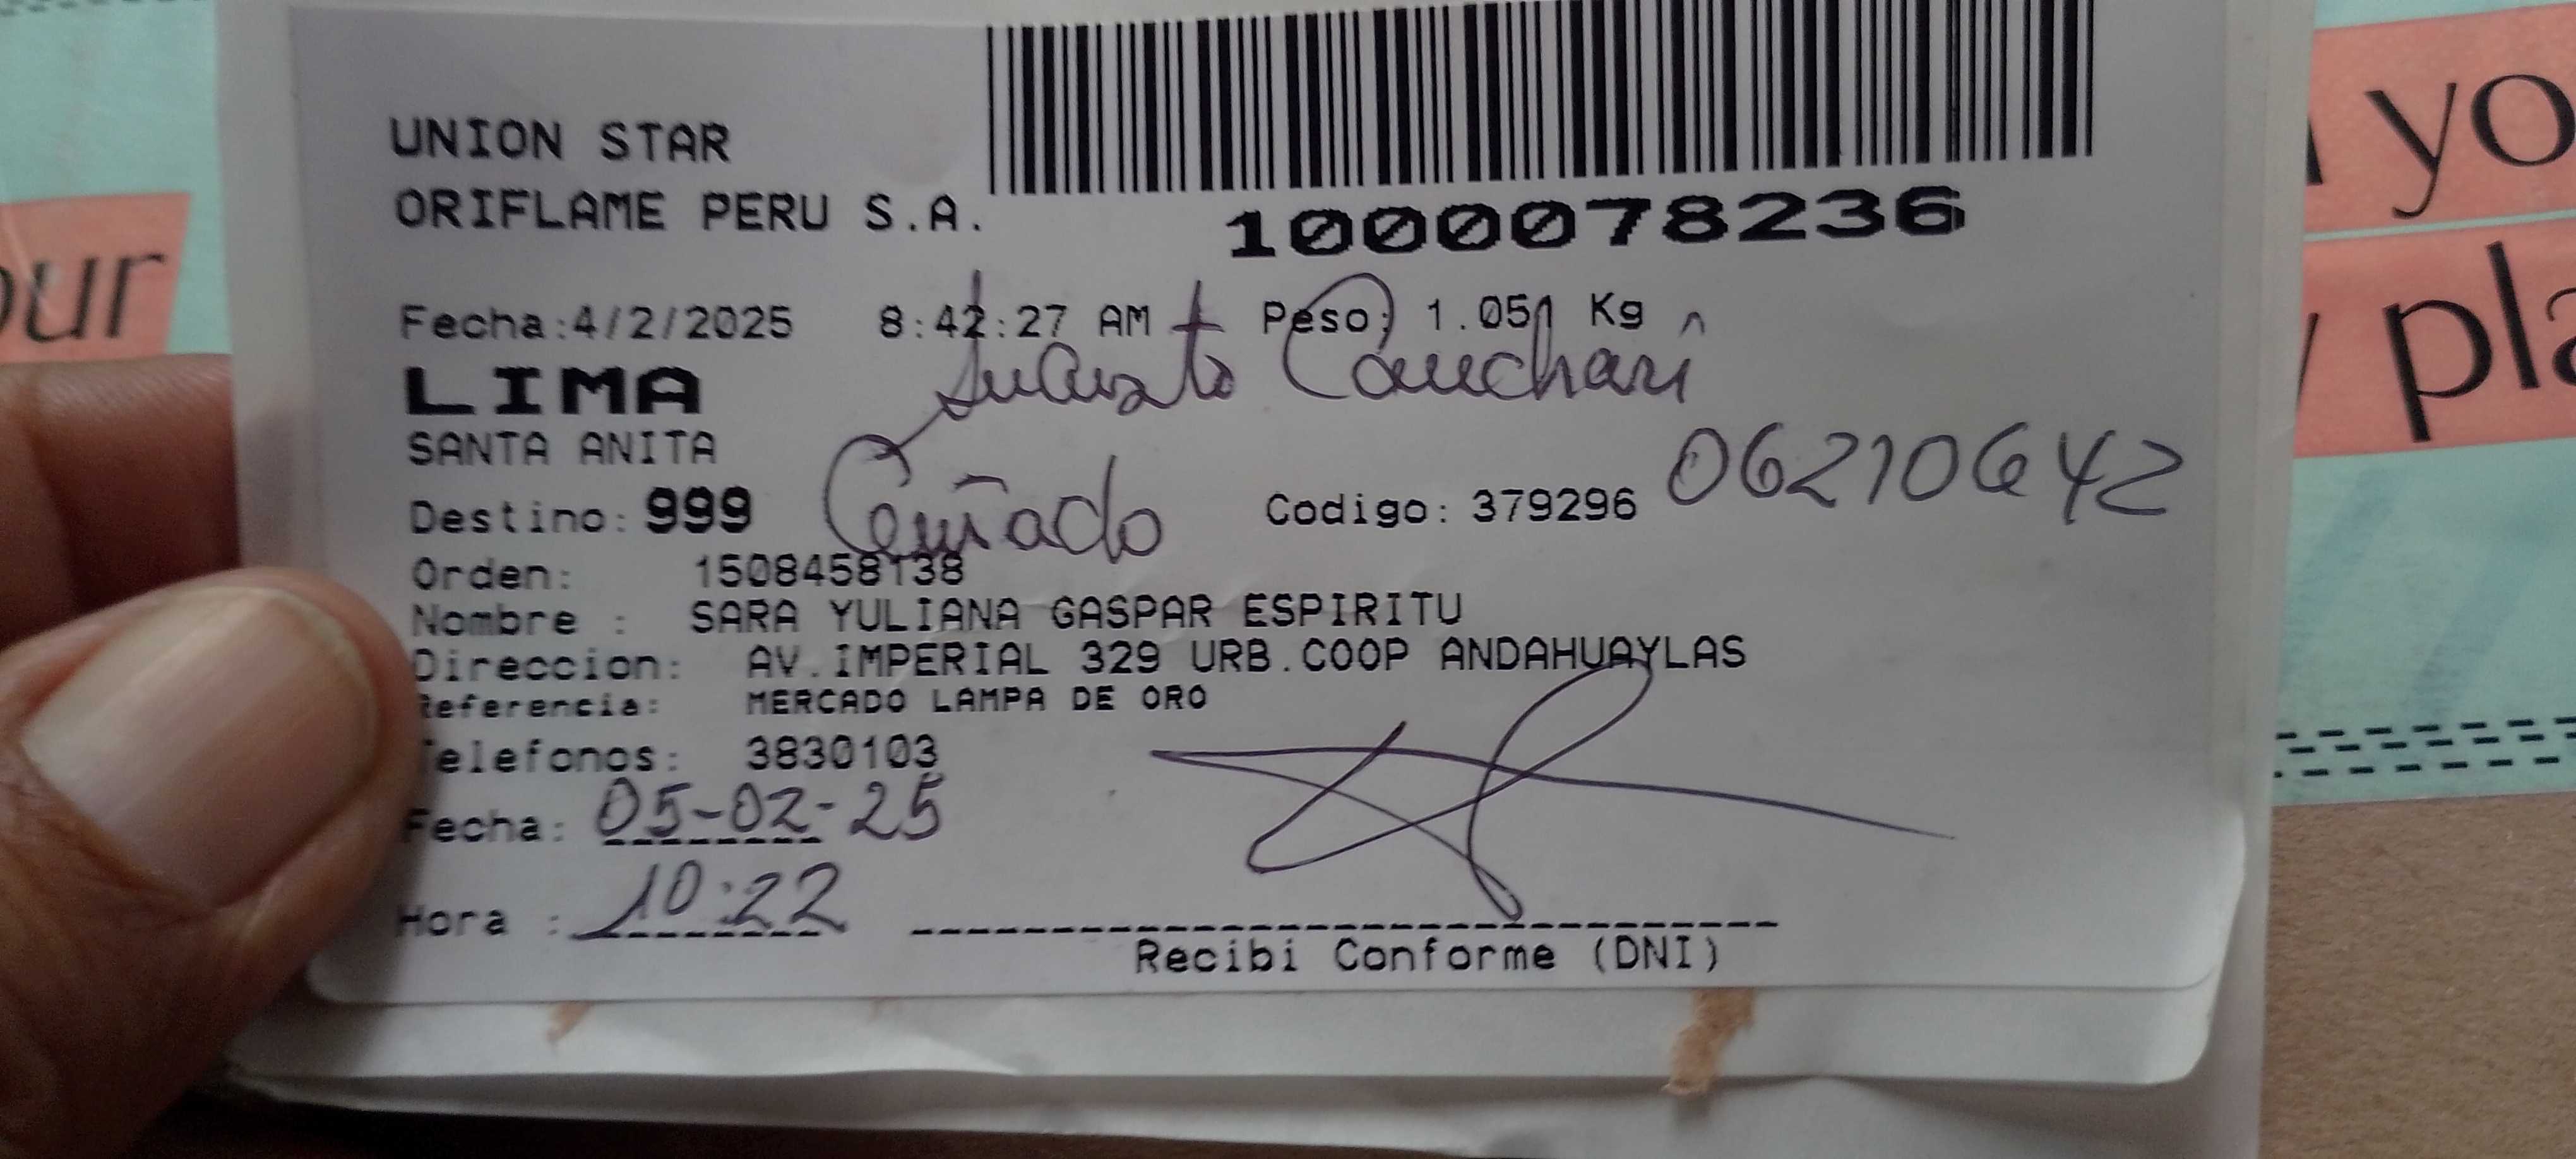 UNION STAR
ORIFLAME PERU S.A.
1000078236
Fecha:4/2/2025 8:42:27 AM Peso: 1.051 Kg
LIMA
SANTA ANITA
Cuñado
06210642
Destino: 999 Codigo: 379296
Orden: 1508458138
Nombre : SARA YULIANA GASPAR ESPIRITU
Direccion: AV.IMPERIAL 329 URB.COOP ANDAHUAYLAS
Referencia: MERCADO LAMPA DE ORO
Telefonos: 3830103
Fecha: 05-02-25
Hora : 10:22
Recibi Conforme (DNI)
our
yo
pla